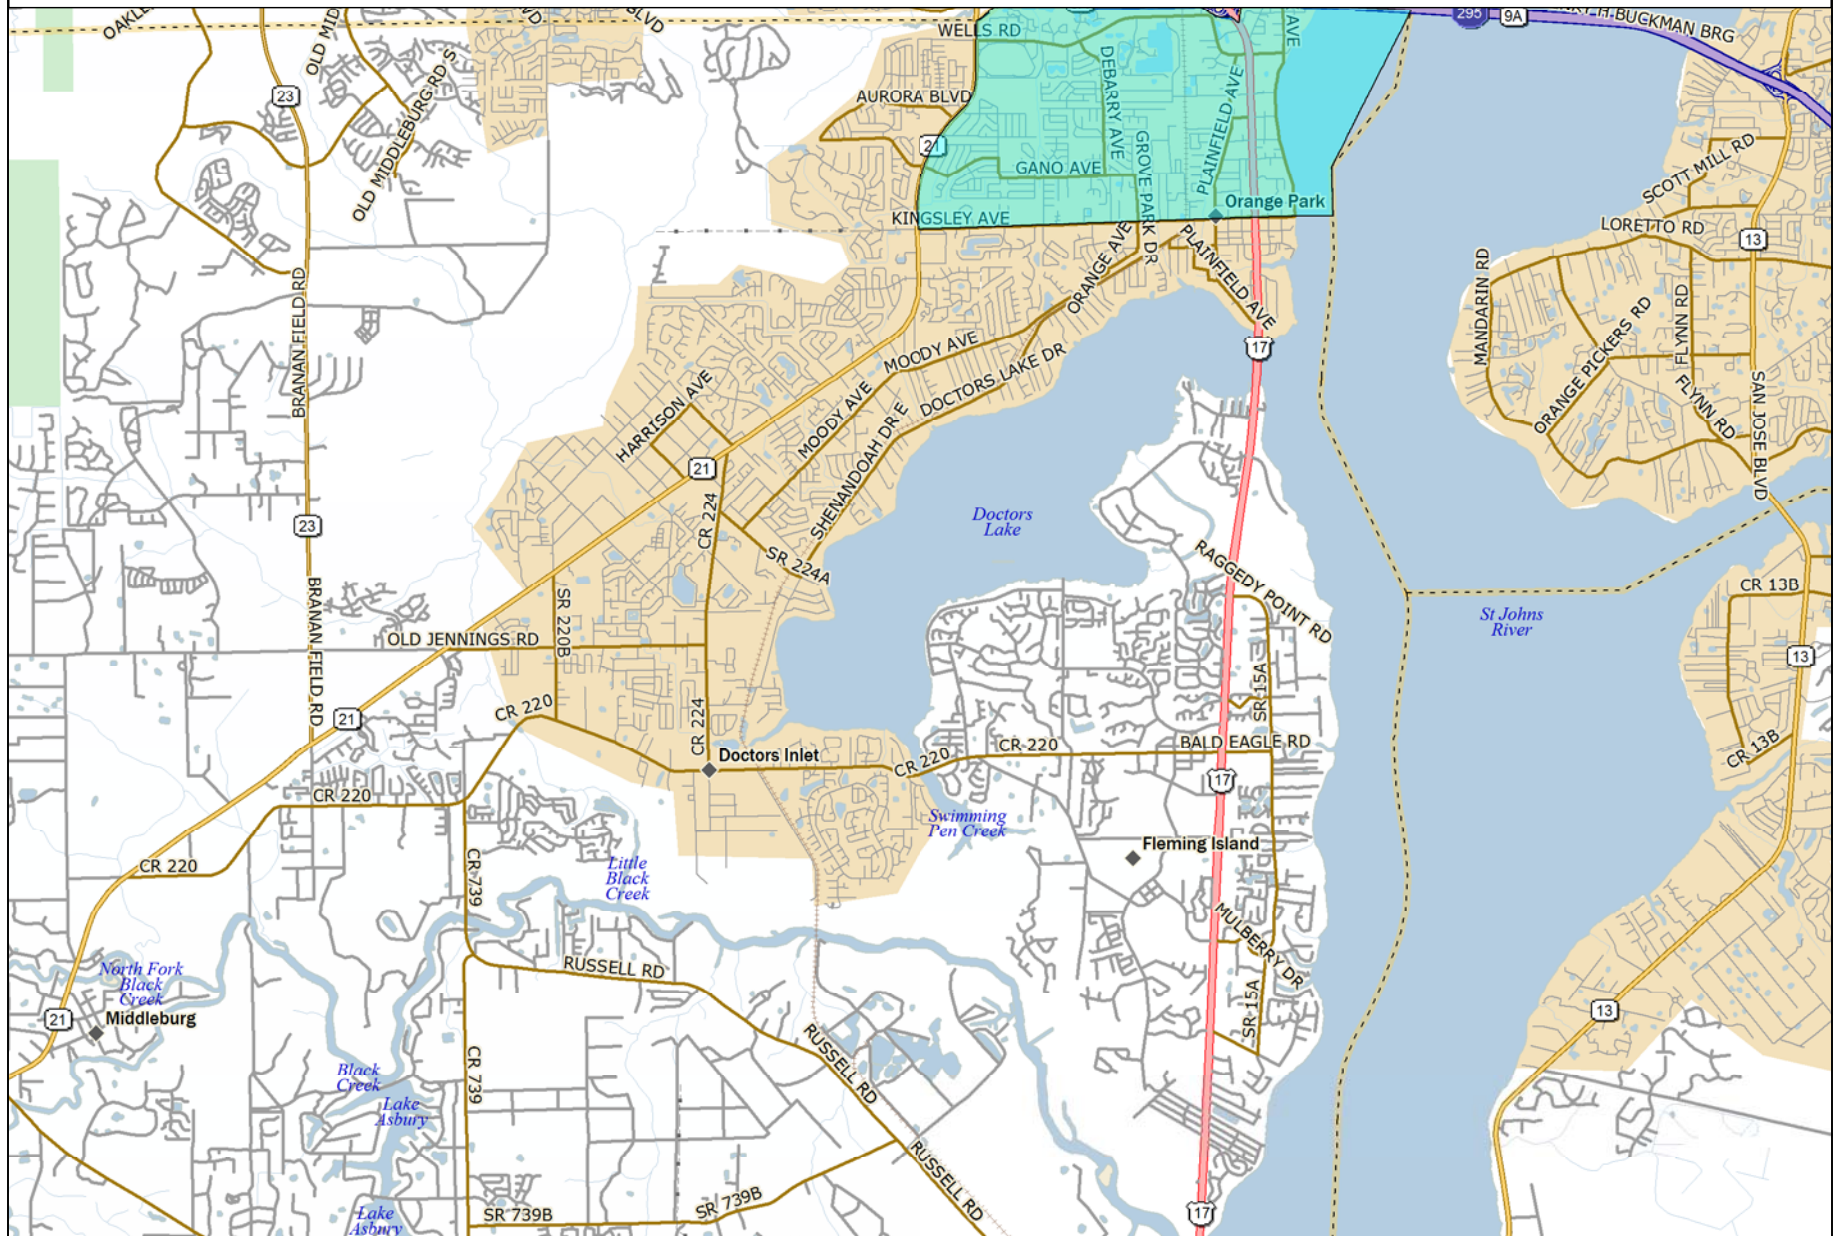 OAKLE
OLD MID
VD
BLVD
WELLS RD
AVE
295
9A
RY H BUCKMAN BRG
23
OLD MIDDLEBURG RD S
AURORA BLVD
DEBARRY AVE
PLAINFIELD AVE
21
GANO AVE
GROVE PARK DR
SCOTT MILL RD
Orange Park
KINGSLEY AVE
LORETTO RD
13
ORANGE AVE
PLAINFIELD AVE
MANDARIN RD
BRANAN FIELD RD
ORANGE PICKERS RD
FLYNN RD
17
MOODY AVE
DOCTORS LAKE DR
HARRISON AVE
MOODY AVE
FLYNN RD
SAN JOSE BLVD
21
SHENANDOAH DR E
CR 224
23
Doctors
Lake
SR 224A
RAGGEDY POINT RD
CR 13B
BRANAN FIELD RD
SR 220B
St Johns
River
OLD JENNINGS RD
13
SR 15A
21
CR 220
CR 224
BALD EAGLE RD
CR 220
Doctors Inlet
CR 220
CR 13B
17
CR 220
Swimming
Pen Creek
Fleming Island
CR 220
CR 739
Little
Black
Creek
MULBERRY DR
North Fork
Black
Creek
RUSSELL RD
SR 15A
21
Middleburg
13
RUSSELL RD
Black
Creek
CR 739
Lake
Asbury
RUSSELL RD
SR 739B
SR 739B
Lake
Asbury
17